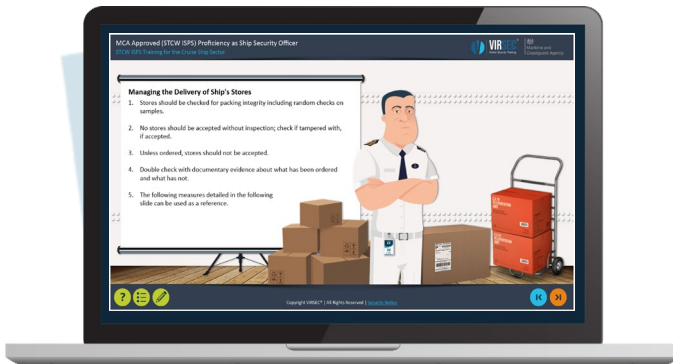 MCA Approved (STCW ISPS) Proficiency as Ship Security Officer
STCW ISPS Training for the Cruise Ship Sector
VIRSEC®
Maritime and
Coastguard Agency
Managing the Delivery of Ship's Stores
1. Stores should be checked for packing integrity including random checks on
samples.
2. No stores should be accepted without inspection; check if tampered with,
if accepted.
3. Unless ordered, stores should not be accepted.
4. Double check with documentary evidence about what has been ordered
and what has not.
5. The following measures detailed in the following
slide can be used as a reference.
?
Copyright VIRSEC® | All Rights Reserved | Security Notice